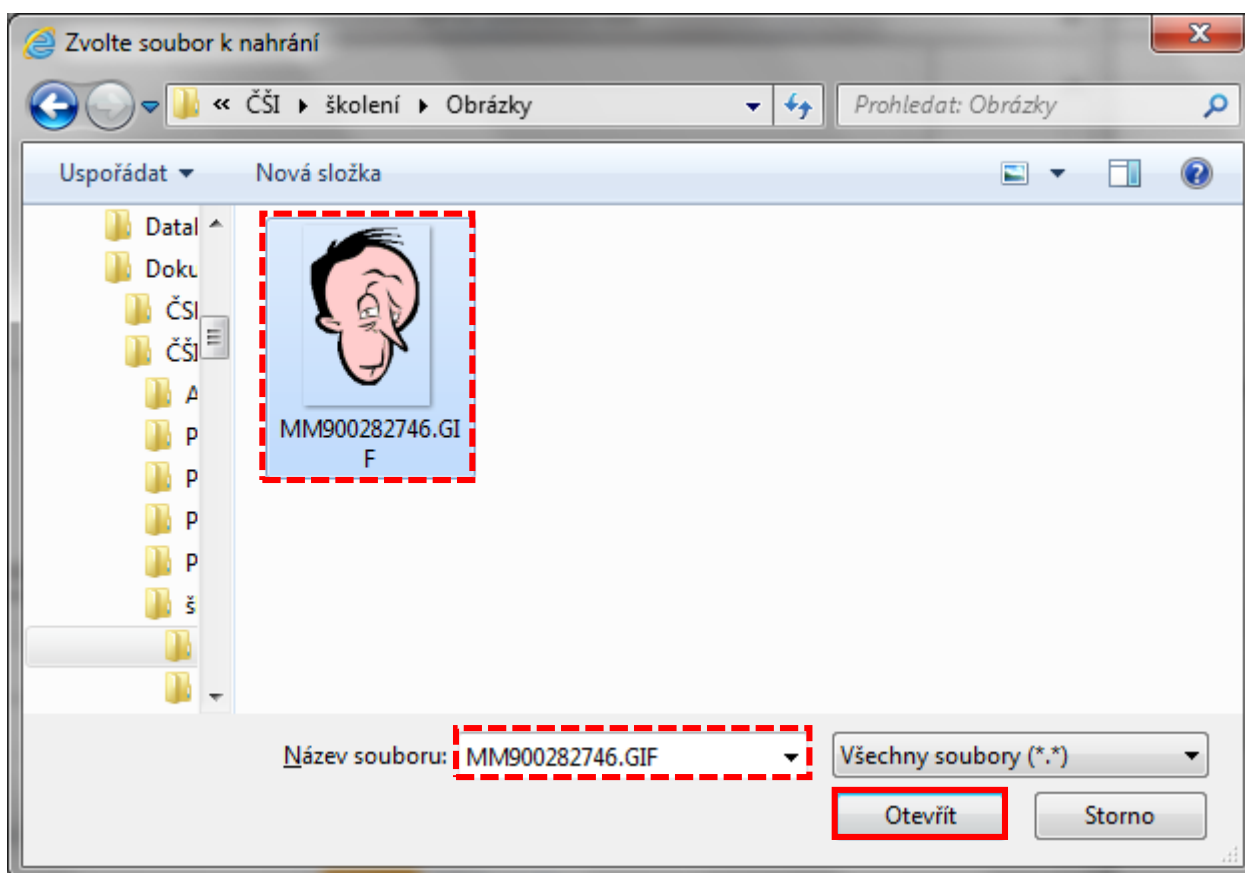 Zvolte soubor k nahrání
« ČŠI ▸ školení ▸ Obrázky
Prohledat: Obrázky
Uspořádat
Nová složka
Datal
Doku
ČSI
ČŠI
A
P
P
P
P
š
MM900282746.GI
F
Název souboru: MM900282746.GIF
Všechny soubory (*.*)
Otevřít
Storno